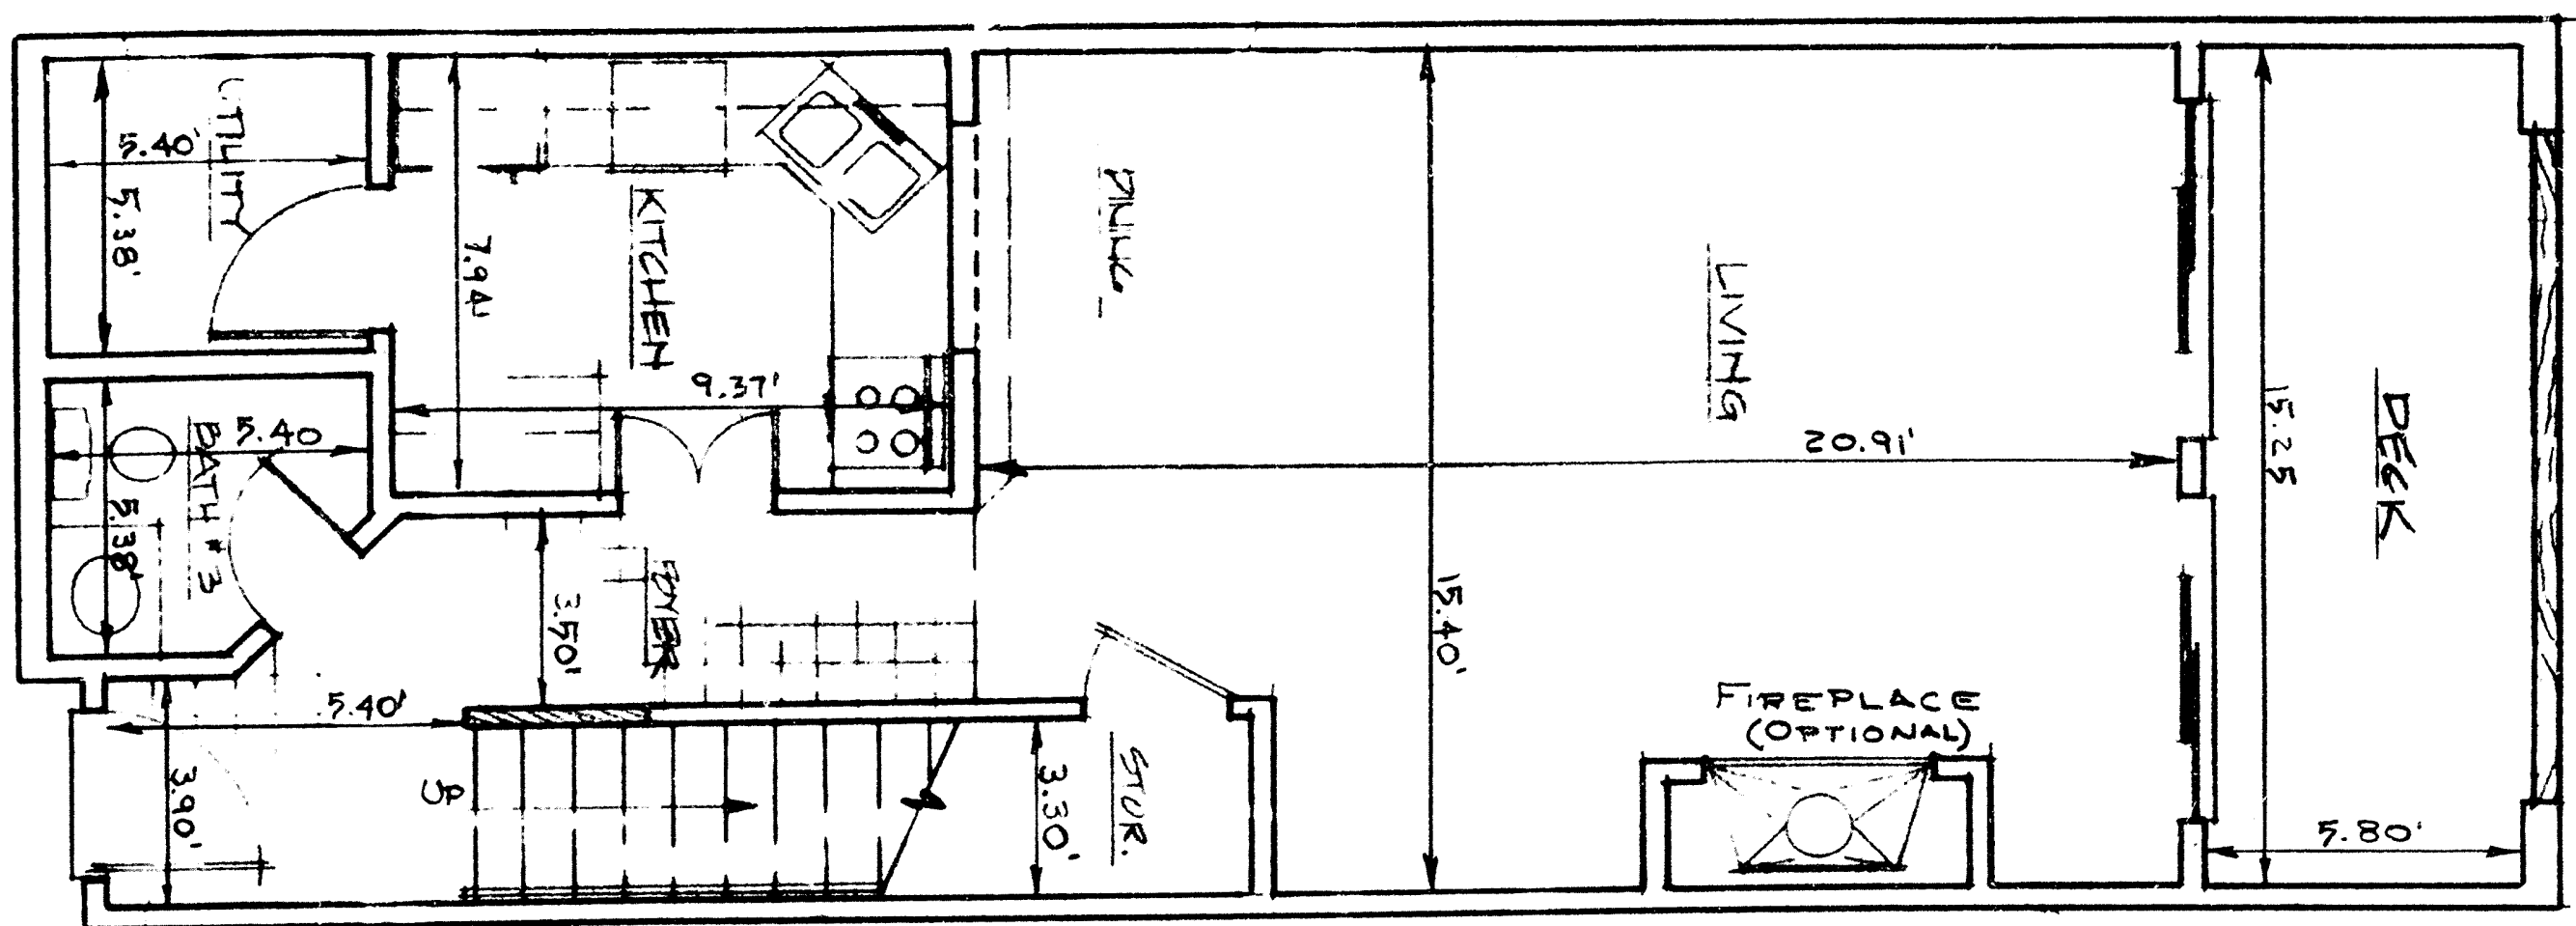 UTILITY
5.40'
5.38'
KITCHEN
7.94
9.37'
BATH # 3
5.40
5.38'
FOYER
3.50'
5.40'
3.90'
UP
3.30'
STOR.
LIVING
20.91'
15.40'
FIREPLACE
(OPTIONAL)
DECK
15.25
5.80'